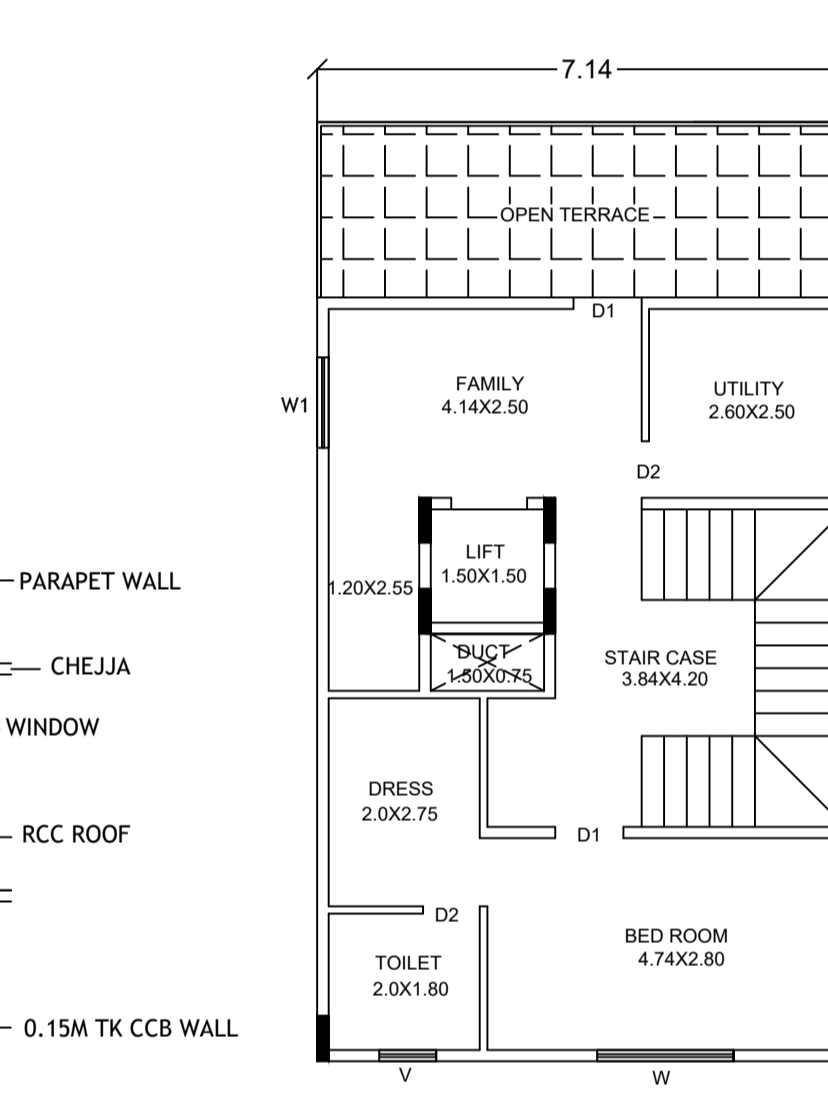 7.14
OPEN TERRACE
D1
FAMILY
4.14X2.50
UTILITY
2.60X2.50
W1
D2
LIFT
1.50X1.50
PARAPET WALL
1.20X2.55
DUCT
1.50X0.75
STAIR CASE
3.84X4.20
CHEJJA
WINDOW
DRESS
2.0X2.75
RCC ROOF
D1
D2
BED ROOM
4.74X2.80
TOILET
2.0X1.80
0.15M TK CCB WALL
V
W